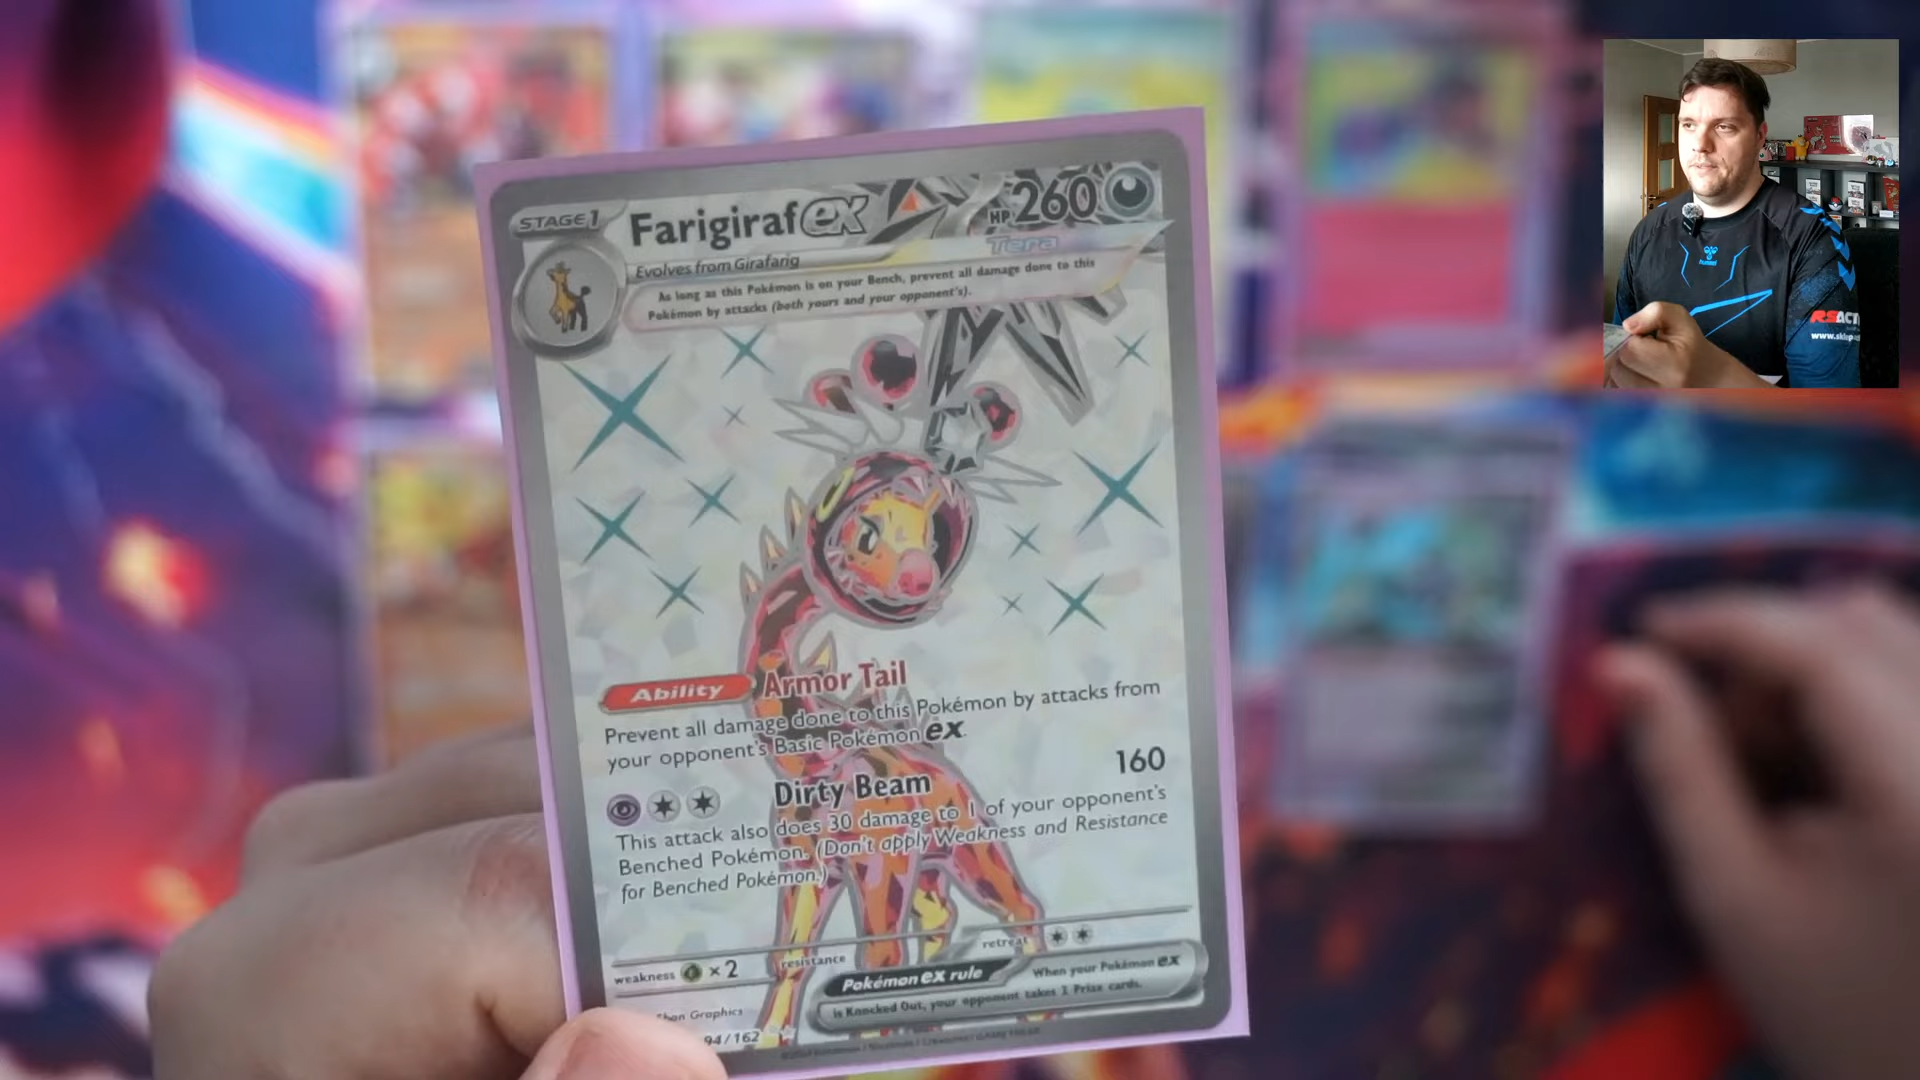 STAGE 1
Farigiraf ex
HP 260
Tera
Evolves from Girafarig
As long as this Pokémon is on your Bench, prevent all damage done to this
Pokémon by attacks (both yours and your opponent's).
Ability Armor Tail
Prevent all damage done to this Pokémon by attacks from
your opponent's Basic Pokémon ex.
Dirty Beam 160
This attack also does 30 damage to 1 of your opponent's
Benched Pokémon. (Don't apply Weakness and Resistance
for Benched Pokémon.)
weakness ×2
resistance
retreat
Pokémon ex rule
When your Pokémon ex
is Knocked Out, your opponent takes 2 Prize cards.
Graphics
94/162
hummel